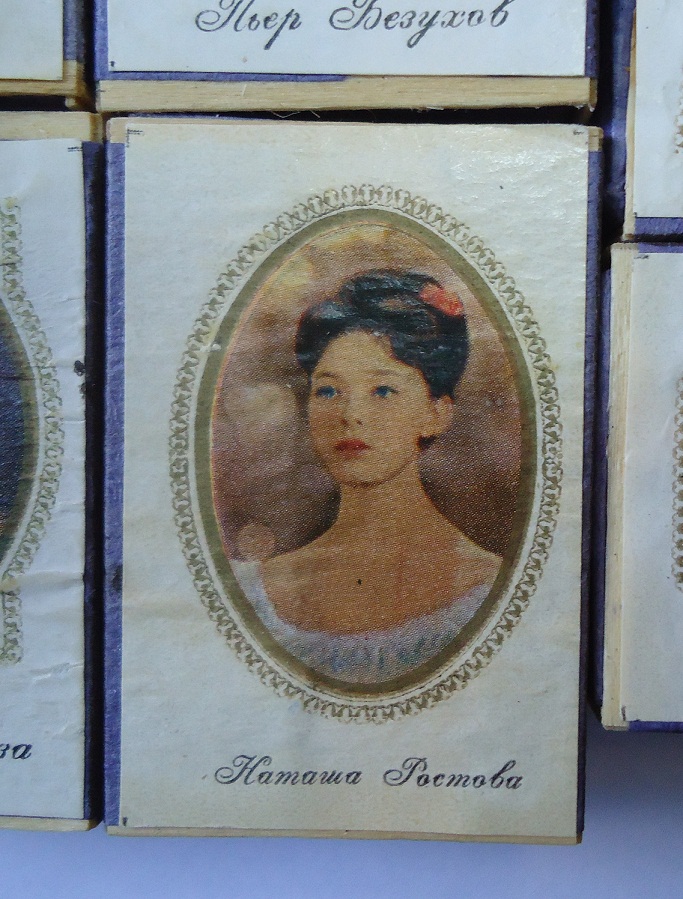 Пьер Безухов
Наташа Ростова